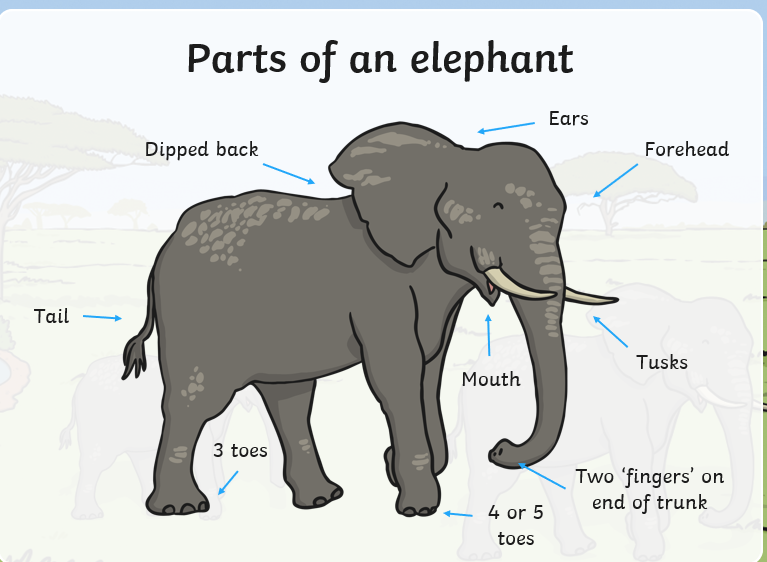 Parts of an elephant
Ears
Dipped back
Forehead
Tail
Tusks
Mouth
3 toes
Two ‘fingers’ on
end of trunk
4 or 5
toes